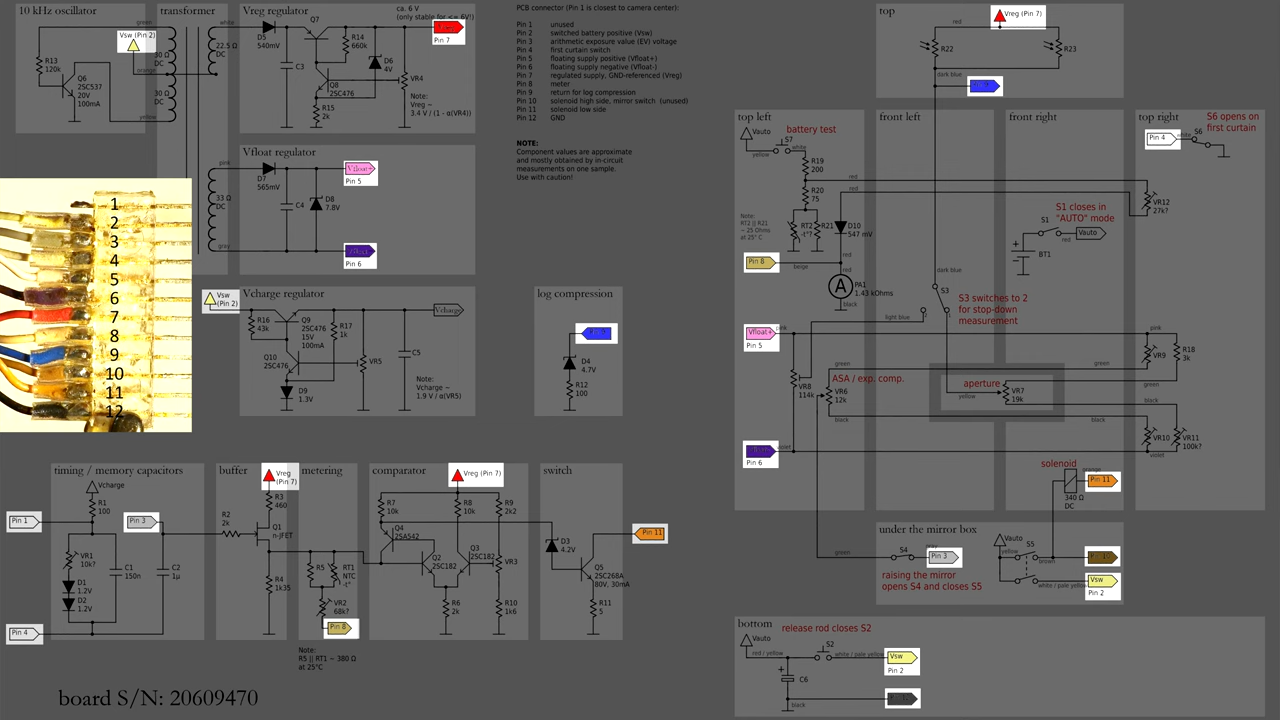 10 kHz oscillator
green
Vsw (Pin 2)
orange
R13
120k
Q6
2SC537
20V
100mA
yellow
transformer
white
30 Ω
DC
22.5 Ω
DC
30 Ω
DC
pink
33 Ω
DC
gray
Vreg regulator
ca. 6 V
(only stable for <= 6V!)
Pin 7
Q7
D5
540mV
R14
660k
C3
D6
4V
Q8
2SC476
VR4
R15
2k
Note:
Vreg ~
3.4 V / (1 - α(VR4))
Vfloat regulator
D7
565mV
Vfloat+
Pin 5
C4
D8
7.8V
Pin 6
PCB connector (Pin 1 is closest to camera center):
Pin 1 unused
Pin 2 switched battery positive (Vsw)
Pin 3 arithmetic exposure value (EV) voltage
Pin 4 first curtain switch
Pin 5 floating supply positive (Vfloat+)
Pin 6 floating supply negative (Vfloat-)
Pin 7 regulated supply, GND-referenced (Vreg)
Pin 8 meter
Pin 9 return for log compression
Pin 10 solenoid high side, mirror switch (unused)
Pin 11 solenoid low side
Pin 12 GND
NOTE:
Component values are approximate
and mostly obtained by in-circuit
measurements on one sample.
Use with caution!
1
2
3
4
5
6
7
8
9
10
11
12
Vsw
(Pin 2)
Vcharge regulator
R16
43k
Q9
2SC476
15V
100mA
R17
1k
Q10
2SC476
VR5
C5
D9
1.3V
Vcharge
Note:
Vcharge ~
1.9 V / α(VR5)
log compression
D4
4.7V
R12
100
timing / memory capacitors
Vcharge
R1
100
Pin 1
Pin 3
VR1
10k?
D1
1.2V
D2
1.2V
C1
150n
C2
1µ
Pin 4
buffer
Vreg
(Pin 7)
R2
2k
R3
460
Q1
n-JFET
R4
1k35
metering
R5
RT1
NTC
-t°
VR2
68k?
Pin 8
Note:
R5 || RT1 ~ 380 Ω
at 25°C
comparator
Vreg (Pin 7)
R7
10k
R8
10k
R9
2k2
Q4
2SA542
Q2
2SC182
Q3
2SC182
VR3
R6
2k
R10
1k6
switch
Pin 11
D3
4.2V
Q5
2SC268A
80V, 30mA
R11
5
board S/N: 20609470
top
Vreg (Pin 7)
red
R22
R23
dark blue
top left
Vauto
battery test
S7
yellow
white
R19
200
red
R20
75
red
Note:
RT2 || R21
~ 25 Ohms
at 25° C
RT2
-t°
R21
D10
547 mV
Pin 8
beige
red
red
A
PA1
1.43 kOhms
black
light blue
Vfloat+
pink
Pin 5
green
ASA / exp. comp.
VR8
114k
VR6
12k
black
violet
Pin 6
front left
dark blue
S3
1
2
S3 switches to 2
for stop-down
measurement
aperture
yellow
VR7
19k
front right
S1 closes in
"AUTO" mode
S1
red
Vauto
BT1
green
black
solenoid
orange
Pin 11
340 Ω
DC
top right
S6 opens on
first curtain
Pin 4
white
S6
VR12
27k?
pink
VR9
R18
3k
green
black
VR10
VR11
100k?
violet
under the mirror box
green
S4
gray
Pin 3
raising the mirror
opens S4 and closes S5
Vauto
yellow
S5
brown
Pin 10
white / pale yellow
Vsw
Pin 2
bottom
Vauto
release rod closes S2
red / yellow
S2
white / pale yellow
Vsw
Pin 2
C6
black